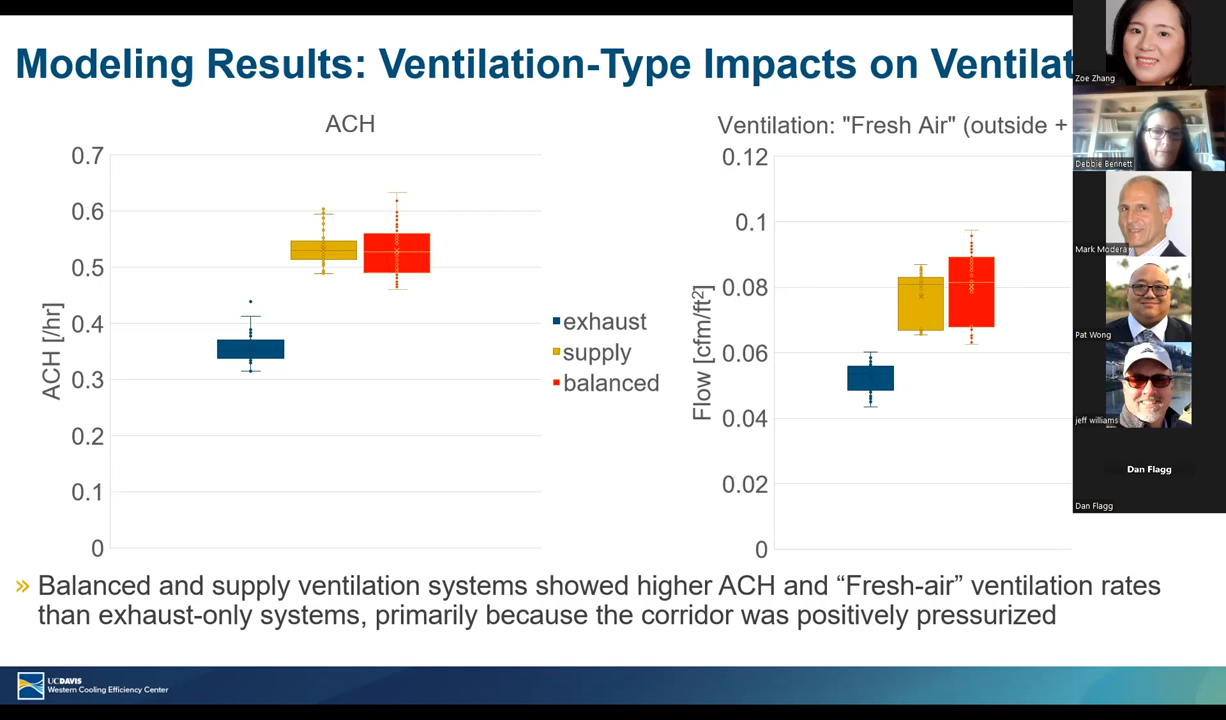 Modeling Results: Ventilation-Type Impacts on Ventilat
ACH
0.7
0.6
0.5
0.4
0.3
0.2
0.1
0
ACH [/hr]
exhaust
supply
balanced
Ventilation: "Fresh Air" (outside +
0.12
0.1
0.08
0.06
0.04
0.02
0
Flow [cfm/ft²]
» Balanced and supply ventilation systems showed higher ACH and “Fresh-air” ventilation rates
than exhaust-only systems, primarily because the corridor was positively pressurized
UCDAVIS
Western Cooling Efficiency Center
Zoe Zhang
Debbie Bennett
Mark Modera
Pat Wong
jeff williams
Dan Flagg
Dan Flagg